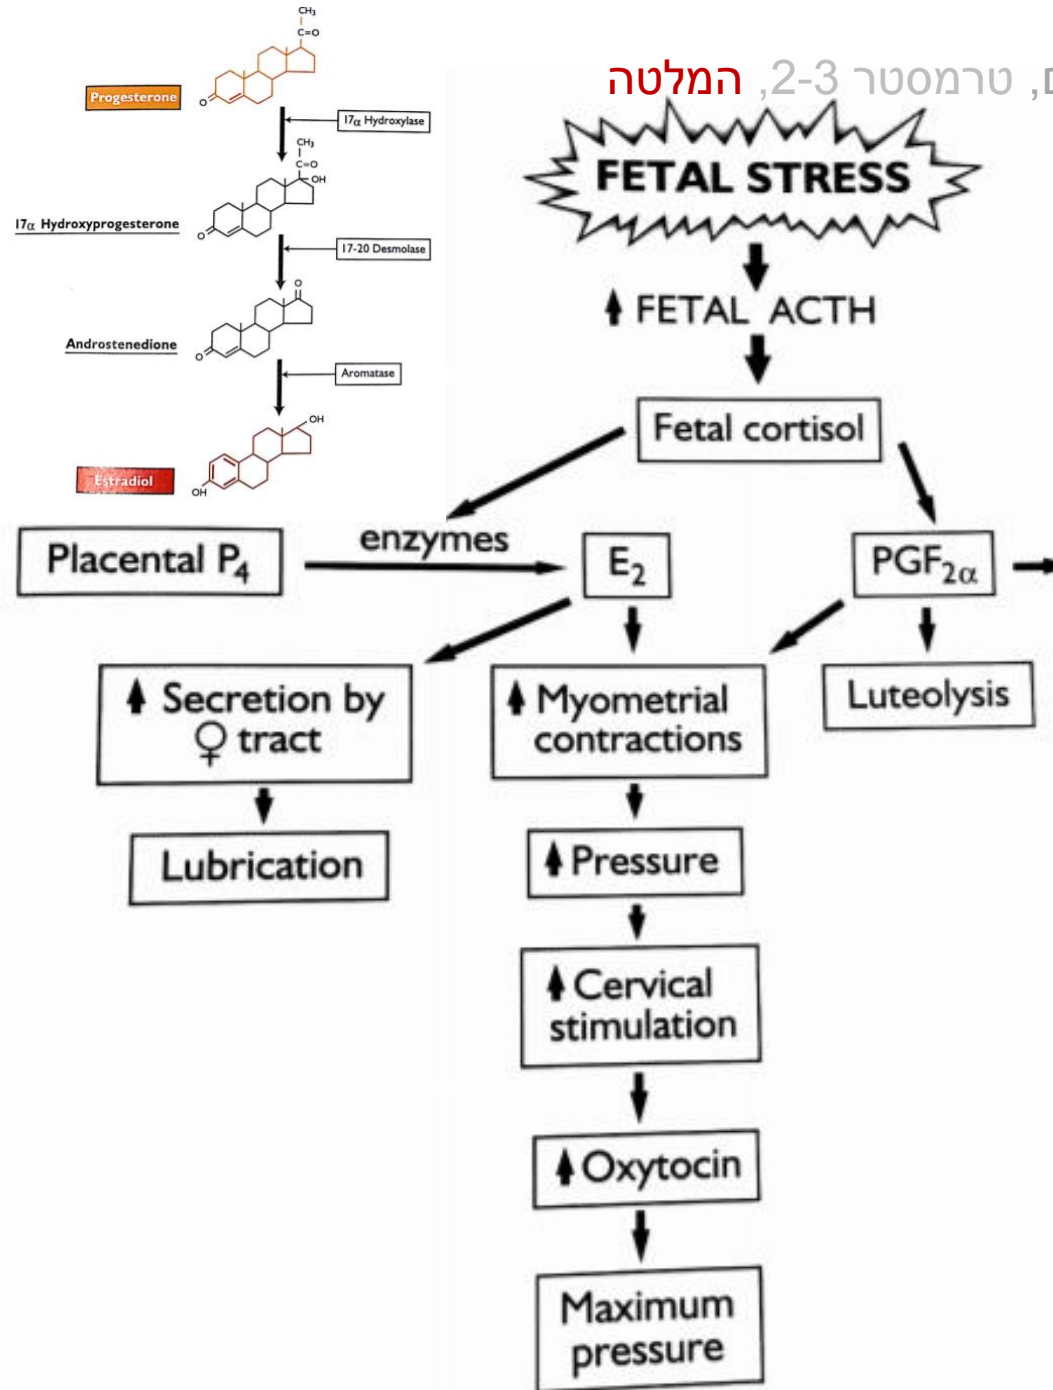 ם, טרמסטר 2-3, המלטה
CH₃
C=O
O
Progesterone
17α Hydroxylase
CH₃
C=O
OH
O
17α Hydroxyprogesterone
17-20 Desmolase
O
O
Androstenedione
Aromatase
OH
Estradiol
OH
FETAL STRESS
FETAL ACTH
Fetal cortisol
Placental P₄
enzymes
E₂
PGF₂α
Secretion by
♀ tract
Myometrial
contractions
Luteolysis
Lubrication
Pressure
Cervical
stimulation
Oxytocin
Maximum
pressure